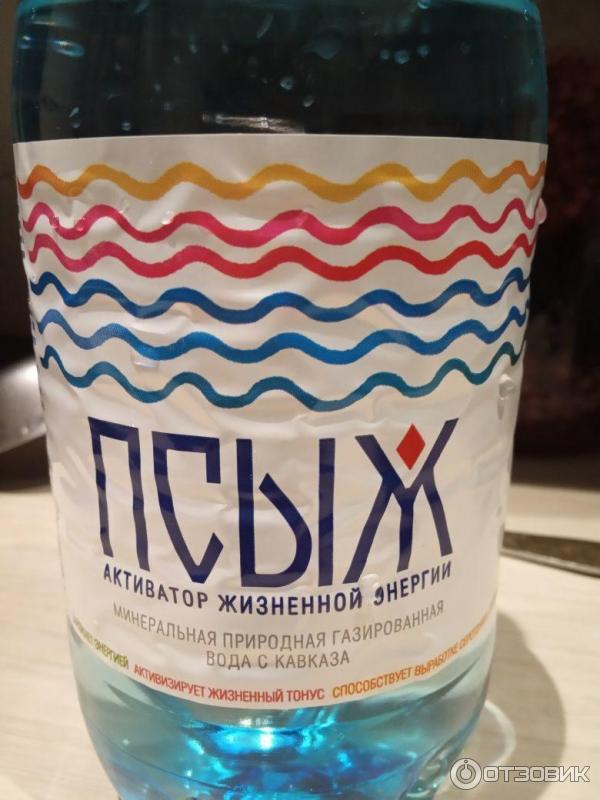 ПСЫЖ
АКТИВАТОР ЖИЗНЕННОЙ ЭНЕРГИИ
МИНЕРАЛЬНАЯ ПРИРОДНАЯ ГАЗИРОВАННАЯ
ВОДА С КАВКАЗА
ЭНЕРГИЕЙ АКТИВИЗИРУЕТ ЖИЗНЕННЫЙ ТОНУС СПОСОБСТВУЕТ ВЫРАБОТКЕ
ОТЗОВИК